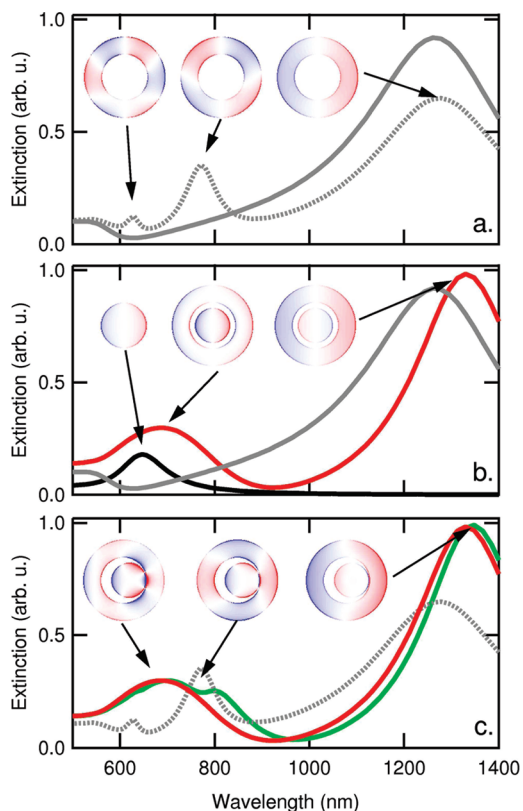 1.0
Extinction (arb. u.)
0.5
0.0
a.
1.0
Extinction (arb. u.)
0.5
0.0
b.
1.0
Extinction (arb. u.)
0.5
0.0
c.
600 800 1000 1200 1400
Wavelength (nm)